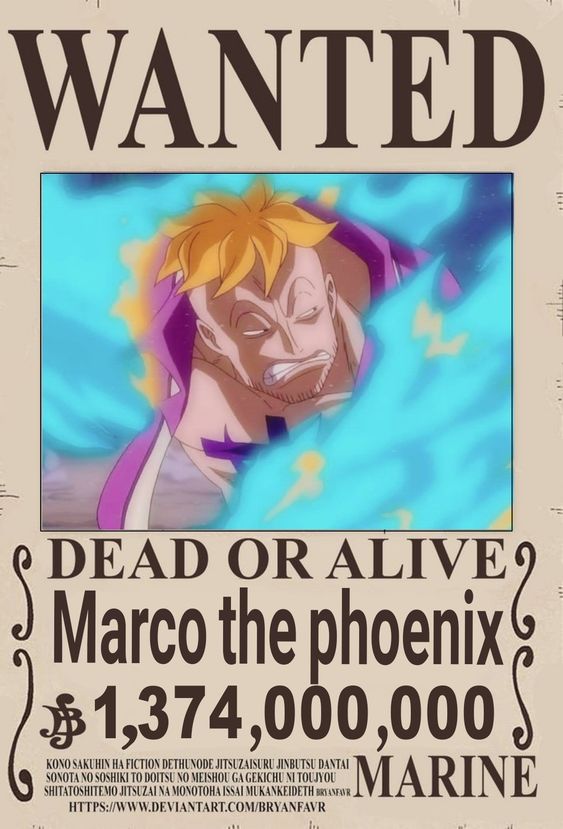 WANTED
DEAD OR ALIVE
Marco the phoenix
1,374,000,000
KONO SAKUHIN HA FICTION DETHUNODE JITSUZAISURU JINBUTSU DANTAI
SONOTA NO SOSHIKI TO DOITSU NO MEISHOU GA GEKICHU NI TOUJYOU
SHITATOSHITEMO JITSUZAI NA MONOTOHA ISSAI MUKANKEIDETH BRYANFAVR
HTTPS://WWW.DEVIANTART.COM/BRYANFAVR
MARINE